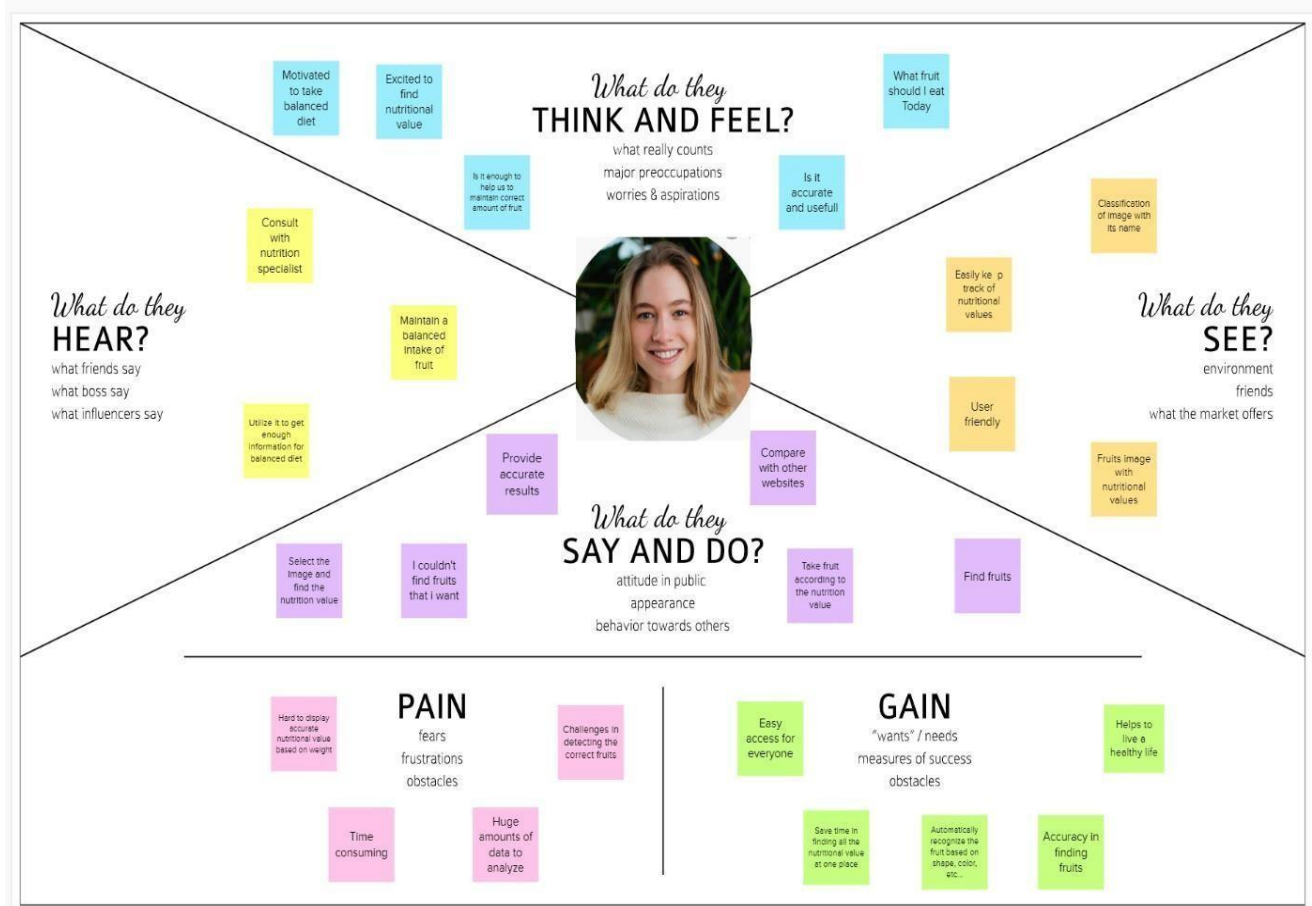 What do they
THINK AND FEEL?
what really counts
major preoccupations
worries & aspirations
Motivated
to take
balanced
diet
Excited to
find
nutritional
value
Is it enough to
help us to
maintain correct
amount of fruit
Is it
accurate
and usefull
What fruit
should I eat
Today
What do they
HEAR?
what friends say
what boss say
what influencers say
Consult
with
nutrition
specialist
Maintain a
balanced
intake of
fruit
Utilize it to get
enough
information for
balanced diet
What do they
SEE?
environment
friends
what the market offers
Classification
of image with
its name
Easily ke p
track of
nutritional
values
User
friendly
Fruits image
with
nutritional
values
What do they
SAY AND DO?
attitude in public
appearance
behavior towards others
Provide
accurate
results
Compare
with other
websites
Select the
image and
find the
nutrition value
I couldn't
find fruits
that i want
Take fruit
according to
the nutrition
value
Find fruits
PAIN
fears
frustrations
obstacles
Hard to display
accurate
nutritional value
based on weight
Challenges in
detecting the
correct fruits
Time
consuming
Huge
amounts of
data to
analyze
GAIN
"wants" / needs
measures of success
obstacles
Easy
access for
everyone
Helps to
live a
healthy life
Save time in
finding all the
nutritional value
at one place
Automatically
recognize the
fruit based on
shape, color,
etc...
Accuracy in
finding
fruits